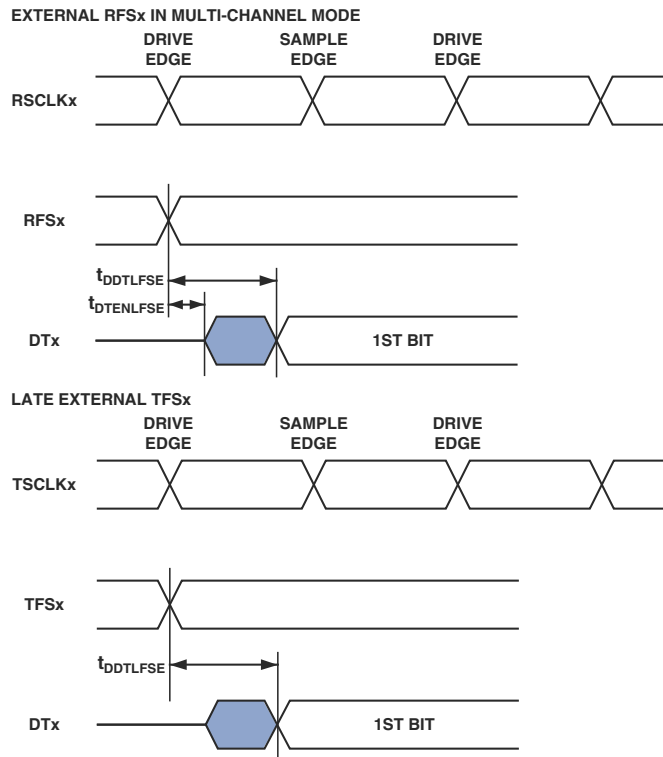 EXTERNAL RFSx IN MULTI-CHANNEL MODE
DRIVE EDGE
SAMPLE EDGE
DRIVE EDGE
RSCLKx
RFSx
tDDTLFSE
tDTENLFSE
DTx
1ST BIT
LATE EXTERNAL TFSx
DRIVE EDGE
SAMPLE EDGE
DRIVE EDGE
TSCLKx
TFSx
tDDTLFSE
DTx
1ST BIT